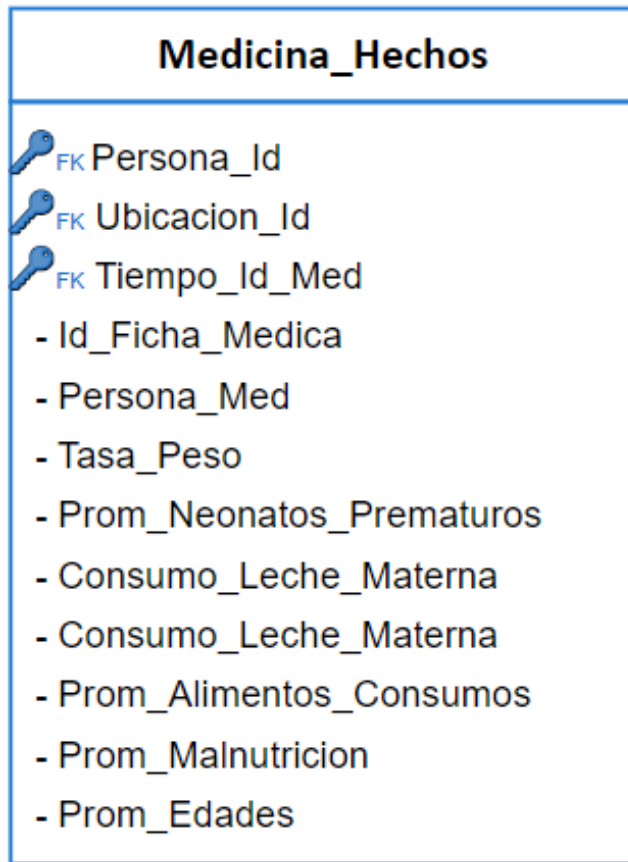 Medicina_Hechos
FK Persona_Id
FK Ubicacion_Id
FK Tiempo_Id_Med
- Id_Ficha_Medica
- Persona_Med
- Tasa_Peso
- Prom_Neonatos_Prematuros
- Consumo_Leche_Materna
- Consumo_Leche_Materna
- Prom_Alimentos_Consumos
- Prom_Malnutricion
- Prom_Edades